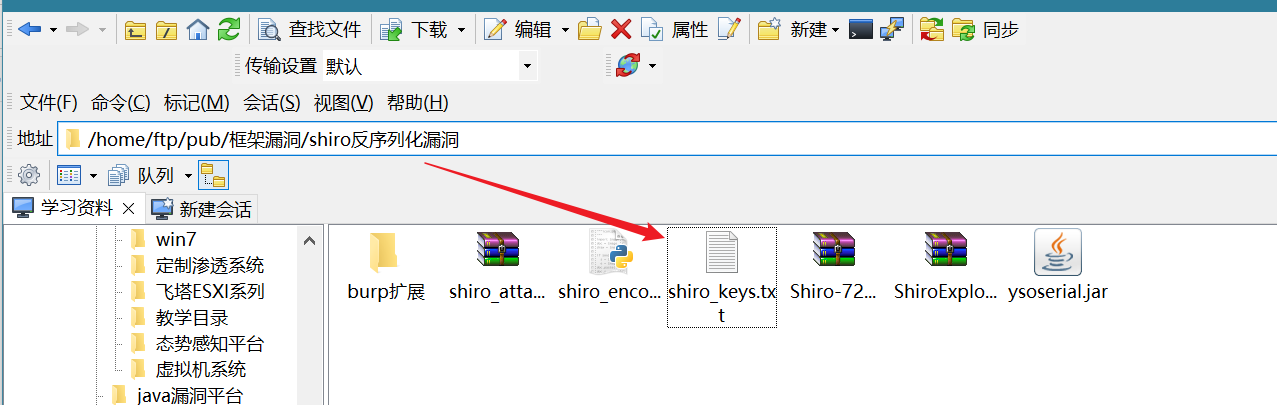 查找文件 下载 编辑 属性 新建 同步
传输设置 默认
文件(F) 命令(C) 标记(M) 会话(S) 视图(V) 帮助(H)
地址 /home/ftp/pub/框架漏洞/shiro反序列化漏洞
队列
学习资料 新建会话
win7
定制渗透系统
飞塔ESXI系列
教学目录
态势感知平台
虚拟机系统
java漏洞平台
burp扩展 shiro_atta... shiro_enco... shiro_keys.tx Shiro-72... ShiroExplo... ysoserial.jar
t